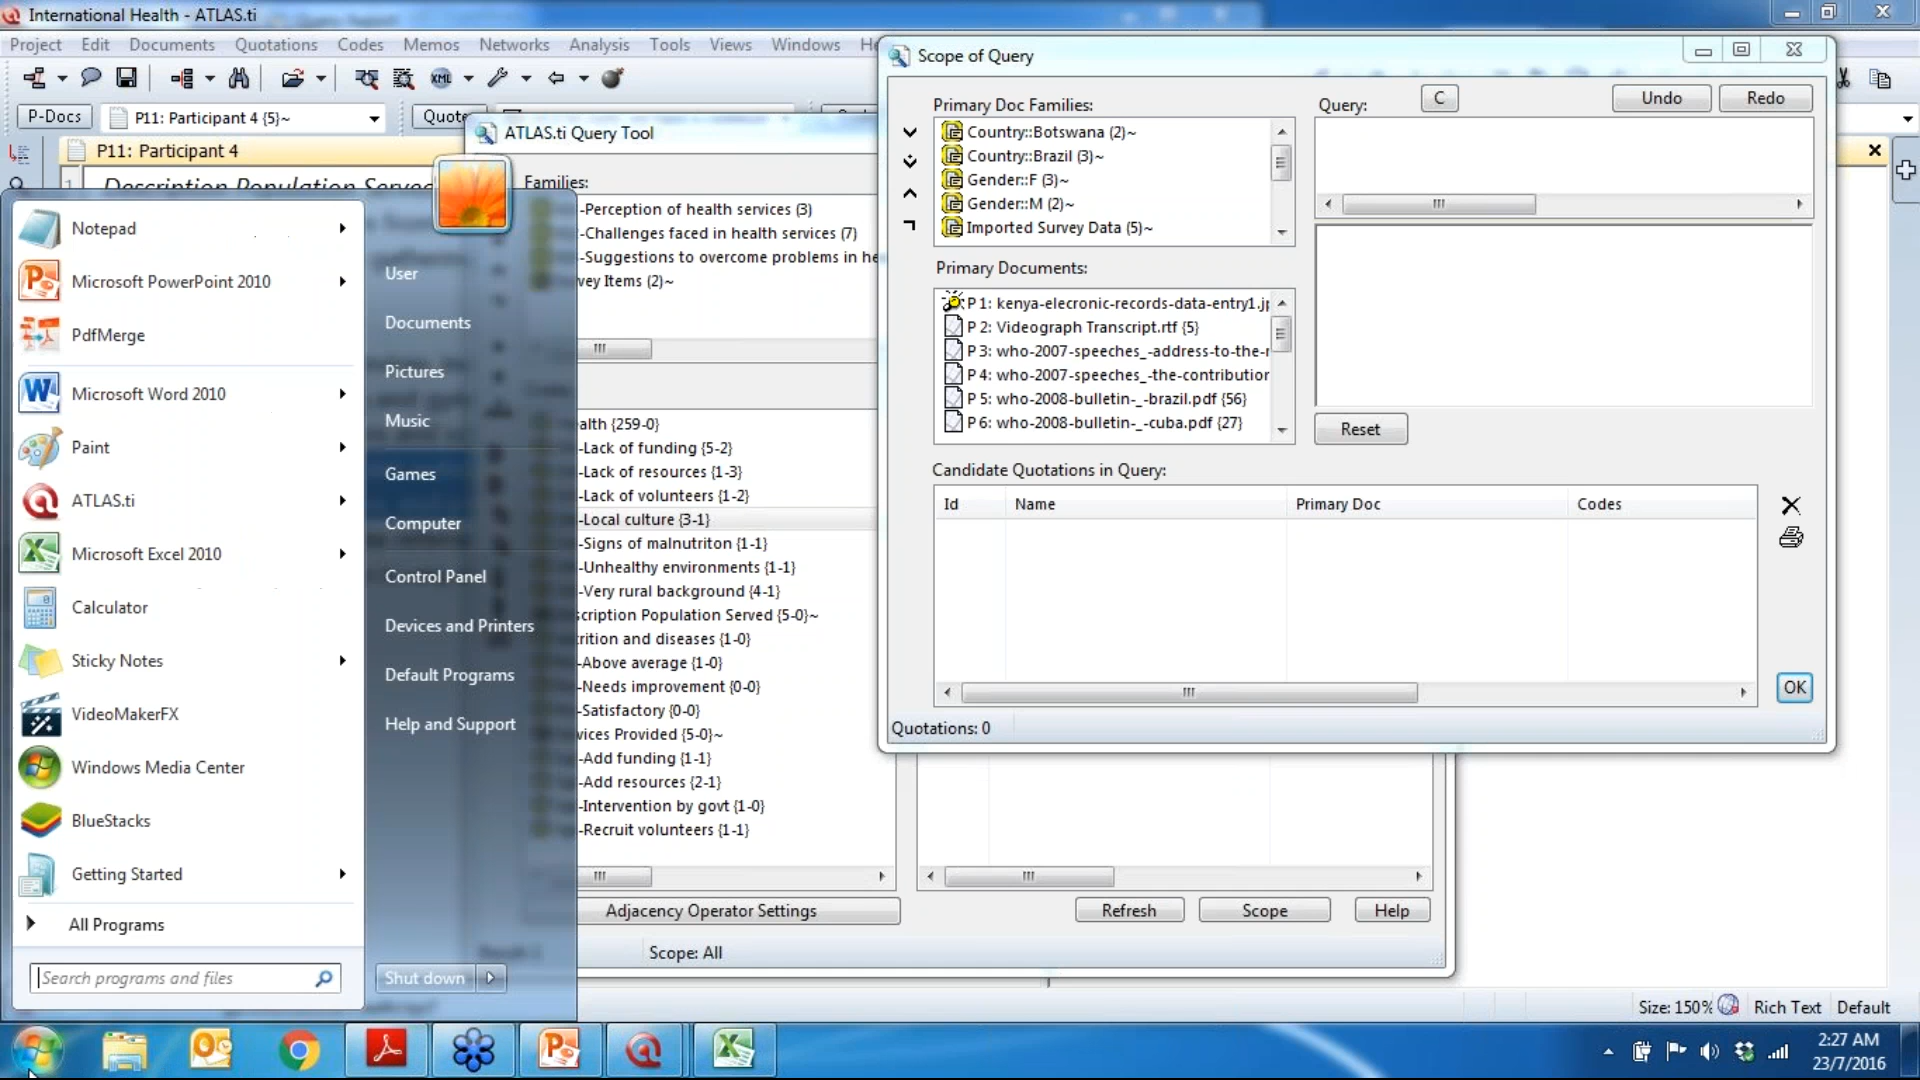 International Health - ATLAS.ti
Project Edit Documents Quotations Codes Memos Networks Analysis Tools Views Windows
P-Docs
P11: Participant 4 {5}~
Quote
P11: Participant 4
1
Description Population Served
ATLAS.ti Query Tool
Families:
-Perception of health services (3)
-Challenges faced in health services (7)
-Suggestions to overcome problems in he
vey Items (2)~
alth {259-0}
-Lack of funding {5-2}
-Lack of resources {1-3}
-Lack of volunteers {1-2}
-Local culture {3-1}
-Signs of malnutriton {1-1}
-Unhealthy environments {1-1}
-Very rural background {4-1}
scription Population Served {5-0}~
rition and diseases {1-0}
-Above average {1-0}
-Needs improvement {0-0}
-Satisfactory {0-0}
vices Provided {5-0}~
-Add funding {1-1}
-Add resources {2-1}
-Intervention by govt {1-0}
-Recruit volunteers {1-1}
Adjacency Operator Settings
Refresh
Scope
Help
Scope: All
Scope of Query
Primary Doc Families:
Country::Botswana (2)~
Country::Brazil (3)~
Gender::F (3)~
Gender::M (2)~
Imported Survey Data (5)~
Query:
C
Undo
Redo
Primary Documents:
P 1: kenya-elecronic-records-data-entry1.jp
P 2: Videograph Transcript.rtf {5}
P 3: who-2007-speeches_-address-to-the-r
P 4: who-2007-speeches_-the-contribution
P 5: who-2008-bulletin-_-brazil.pdf {56}
P 6: who-2008-bulletin-_-cuba.pdf {27}
Reset
Candidate Quotations in Query:
Id Name Primary Doc Codes
OK
Quotations: 0
Notepad
Microsoft PowerPoint 2010
PdfMerge
Microsoft Word 2010
Paint
ATLAS.ti
Microsoft Excel 2010
Calculator
Sticky Notes
VideoMakerFX
Windows Media Center
BlueStacks
Getting Started
All Programs
Search programs and files
User
Documents
Pictures
Music
Games
Computer
Control Panel
Devices and Printers
Default Programs
Help and Support
Shut down
Size: 150%
Rich Text
Default
2:27 AM
23/7/2016